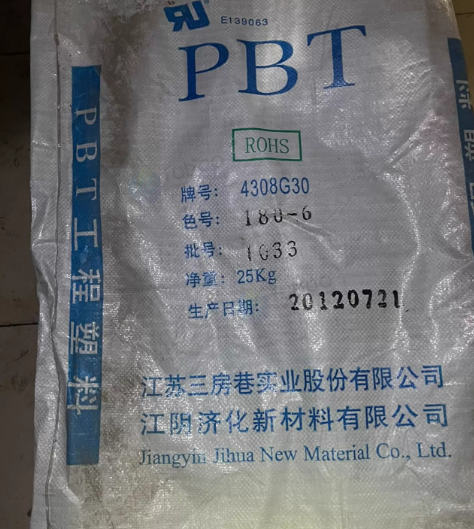 E139063
PBT
ROHS
牌号: 4308G30
色号: 180-6
批号: 1G33
净重: 25Kg
生产日期: 20120721
江苏三房巷实业股份有限公司
江阴济化新材料有限公司
Jiangyin Jihua New Material Co., Ltd.
PBT工程塑料